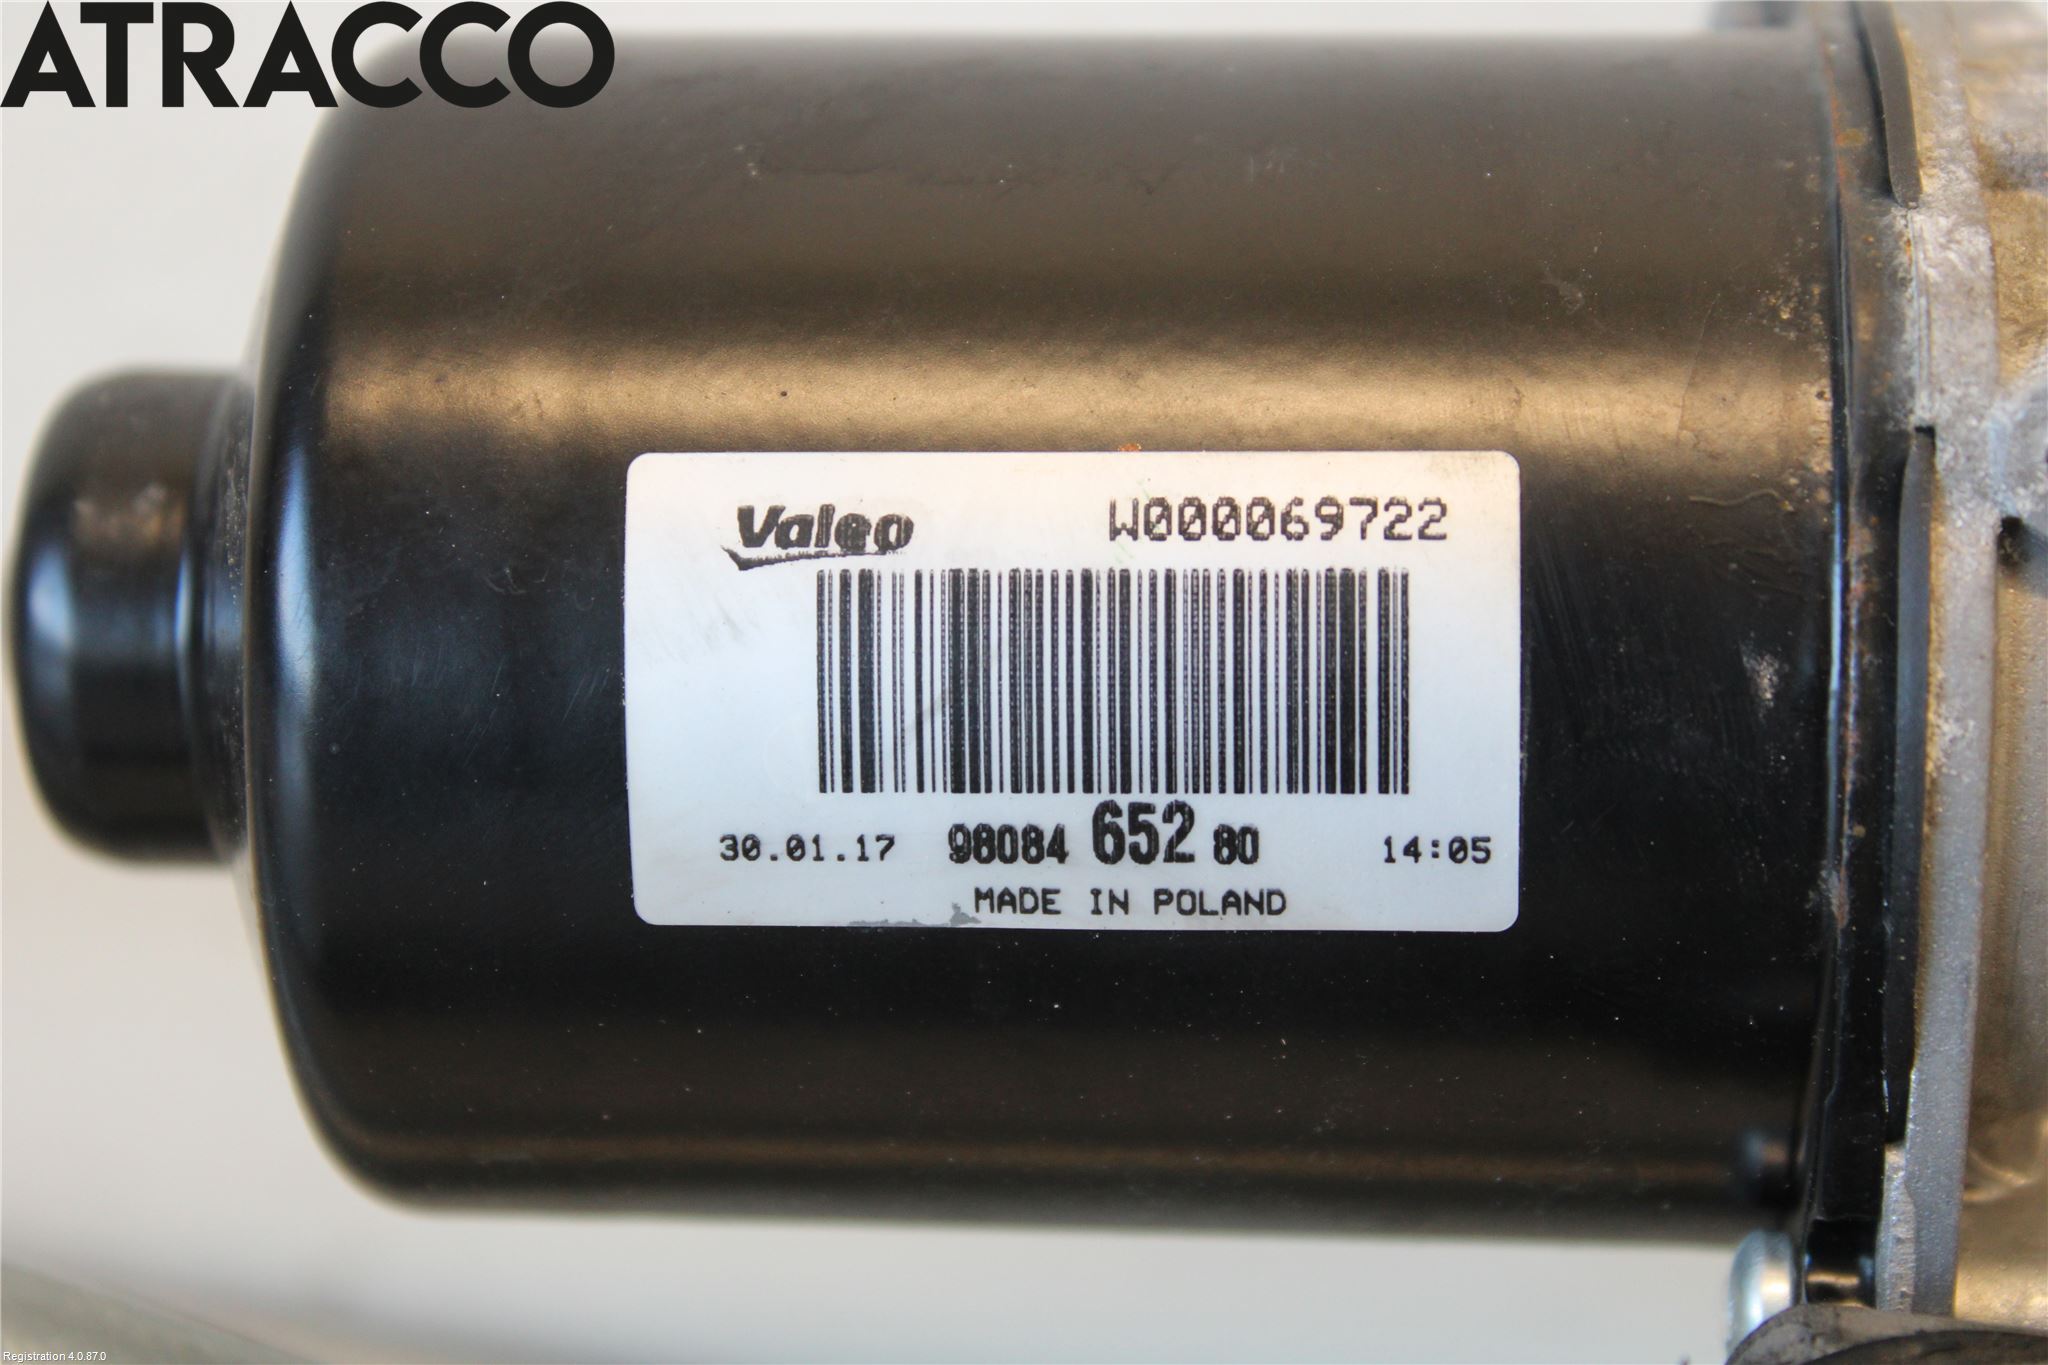 ATRACCO
Valeo W000069722
30.01.17 98084 652 80 14:05
MADE IN POLAND
Registration 4.0.87.0